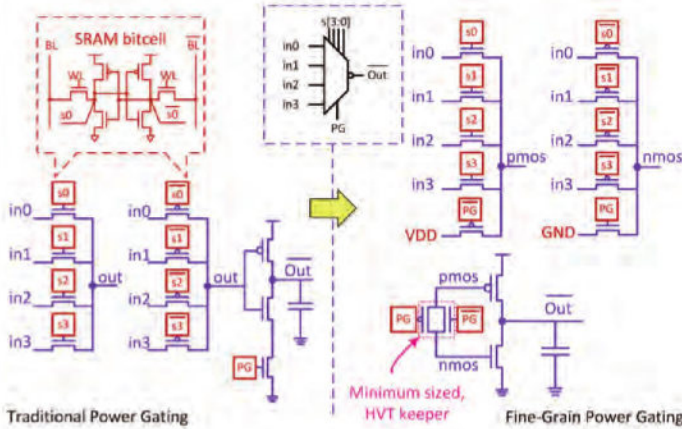 SRAM bitcell
BL
BL
WL
WL
s0
s0
s[3:0]
in0
in1
in2
in3
Out
PG
s0
in0
s1
in1
s2
in2
s3
in3
out
s0
in0
s1
in1
s2
in2
s3
in3
out
Out
PG
Traditional Power Gating
s0
in0
s3
in1
s2
in2
s3
in3
pmos
PG
VDD
s0
in0
s1
in1
s2
in2
s3
in3
nmos
PG
GND
pmos
PG
PG
nmos
Out
Minimum sized,
HVT keeper
Fine-Grain Power Gating